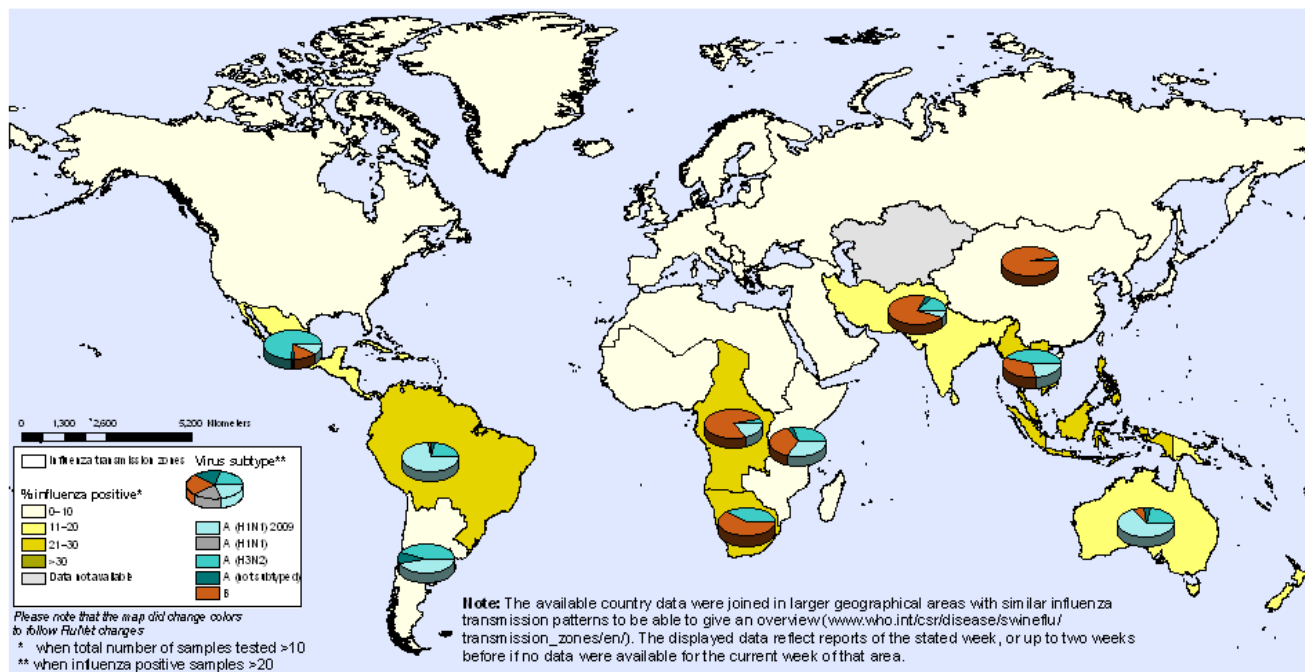 0 1,300 2,600 5,200 Kilometers
Influenza transmission zones
Virus subtype**
% influenza positive*
0–10
11–20
21–30
>30
Data not available
A (H1N1) 2009
A (H1N1)
A (H3N2)
A (not subtyped)
B
Please note that the map did change colors
to follow FluNet changes
* when total number of samples tested >10
** when influenza positive samples >20
Note: The available country data were joined in larger geographical areas with similar influenza
transmission patterns to be able to give an overview (www.who.int/csr/disease/swineflu/
transmission_zones/en/). The displayed data reflect reports of the stated week, or up to two weeks
before if no data were available for the current week of that area.